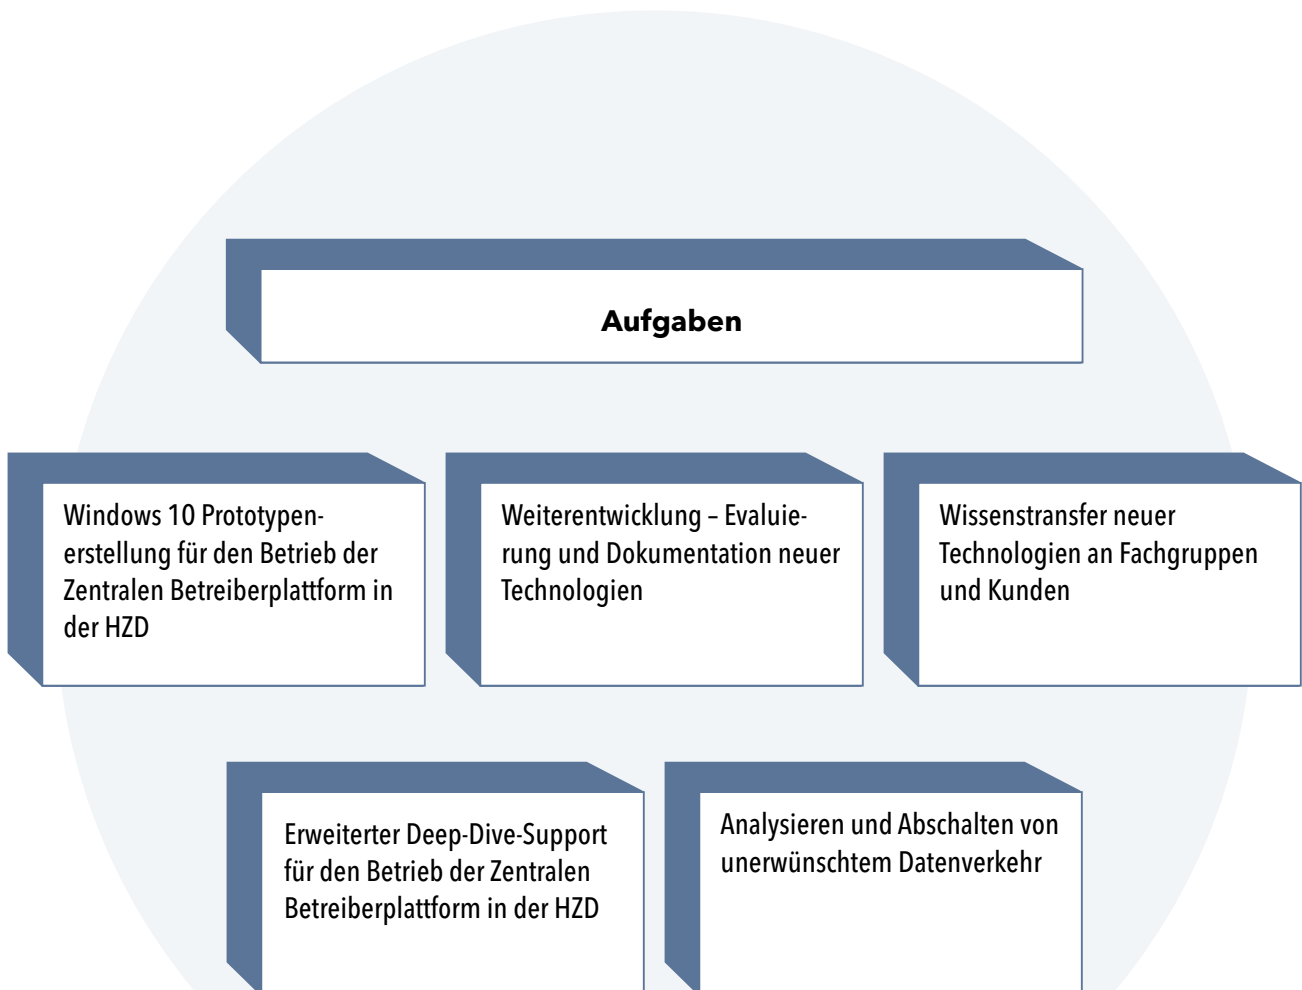 Aufgaben
Windows 10 Prototypen-
erstellung für den Betrieb der
Zentralen Betreiberplattform in
der HZD
Weiterentwicklung – Evaluie-
rung und Dokumentation neuer
Technologien
Wissenstransfer neuer
Technologien an Fachgruppen
und Kunden
Erweiterter Deep-Dive-Support
für den Betrieb der Zentralen
Betreiberplattform in der HZD
Analysieren und Abschalten von
unerwünschtem Datenverkehr